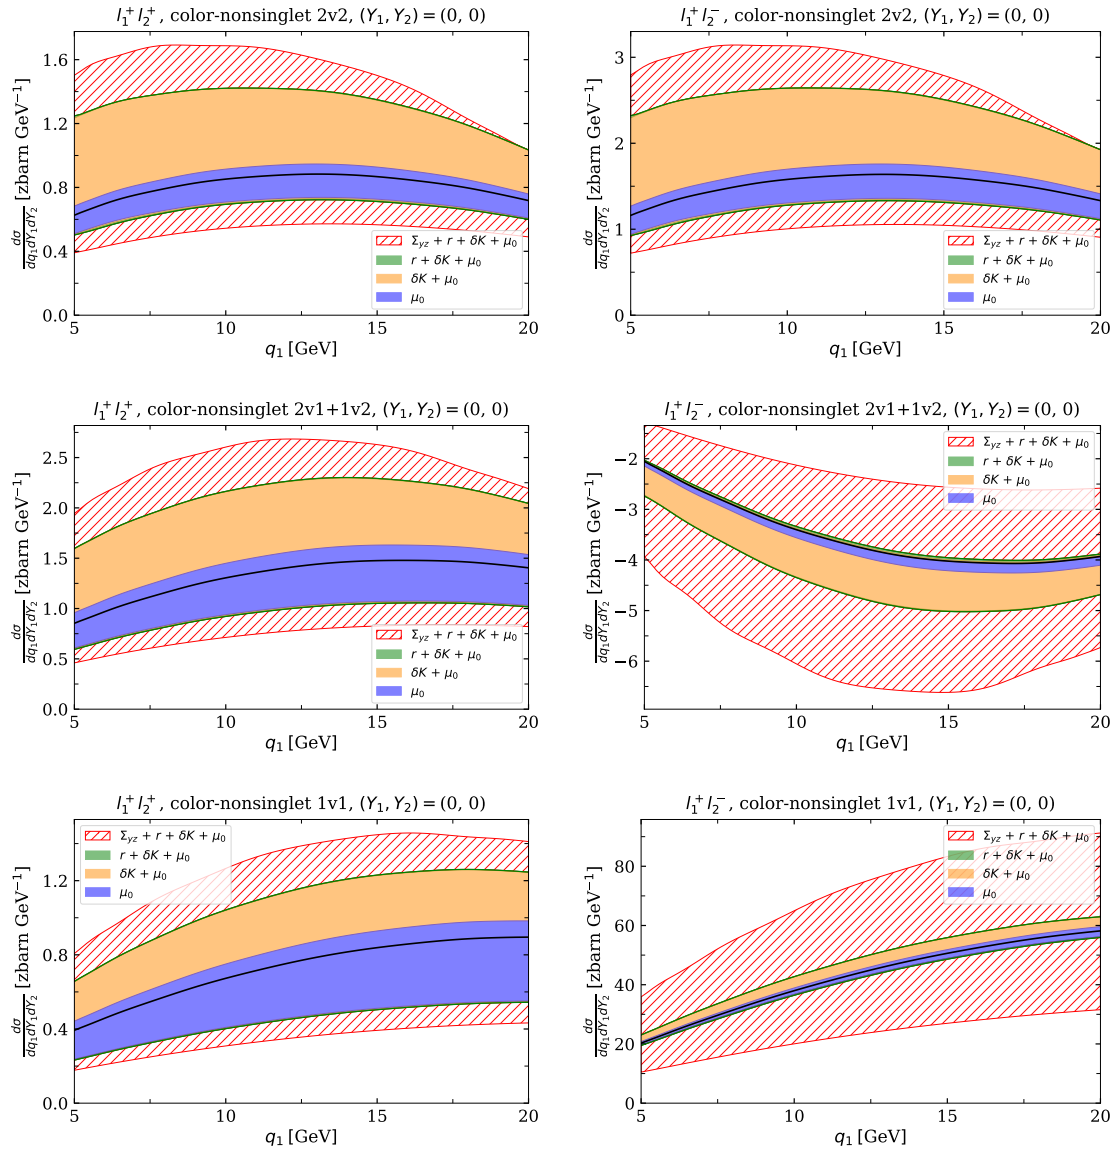 l₁⁺l₂⁺, color-nonsinglet 2v2, (Y₁, Y₂) = (0, 0)
dσ/dq₁dY₁dY₂ [zbarn GeV⁻¹]
1.6
1.2
0.8
0.4
0.0
Σ_yz + r + δK + μ₀
r + δK + μ₀
δK + μ₀
μ₀
5 10 15 20
q₁ [GeV]
l₁⁺l₂⁻, color-nonsinglet 2v2, (Y₁, Y₂) = (0, 0)
dσ/dq₁dY₁dY₂ [zbarn GeV⁻¹]
3
2
1
0
Σ_yz + r + δK + μ₀
r + δK + μ₀
δK + μ₀
μ₀
5 10 15 20
q₁ [GeV]
l₁⁺l₂⁺, color-nonsinglet 2v1+1v2, (Y₁, Y₂) = (0, 0)
dσ/dq₁dY₁dY₂ [zbarn GeV⁻¹]
2.5
2.0
1.5
1.0
0.5
0.0
Σ_yz + r + δK + μ₀
r + δK + μ₀
δK + μ₀
μ₀
5 10 15 20
q₁ [GeV]
l₁⁺l₂⁻, color-nonsinglet 2v1+1v2, (Y₁, Y₂) = (0, 0)
dσ/dq₁dY₁dY₂ [zbarn GeV⁻¹]
Σ_yz + r + δK + μ₀
r + δK + μ₀
δK + μ₀
μ₀
−2
−3
−4
−5
−6
5 10 15 20
q₁ [GeV]
l₁⁺l₂⁺, color-nonsinglet 1v1, (Y₁, Y₂) = (0, 0)
dσ/dq₁dY₁dY₂ [zbarn GeV⁻¹]
Σ_yz + r + δK + μ₀
r + δK + μ₀
δK + μ₀
μ₀
1.2
0.8
0.4
0.0
5 10 15 20
q₁ [GeV]
l₁⁺l₂⁻, color-nonsinglet 1v1, (Y₁, Y₂) = (0, 0)
dσ/dq₁dY₁dY₂ [zbarn GeV⁻¹]
Σ_yz + r + δK + μ₀
r + δK + μ₀
δK + μ₀
μ₀
80
60
40
20
0
5 10 15 20
q₁ [GeV]